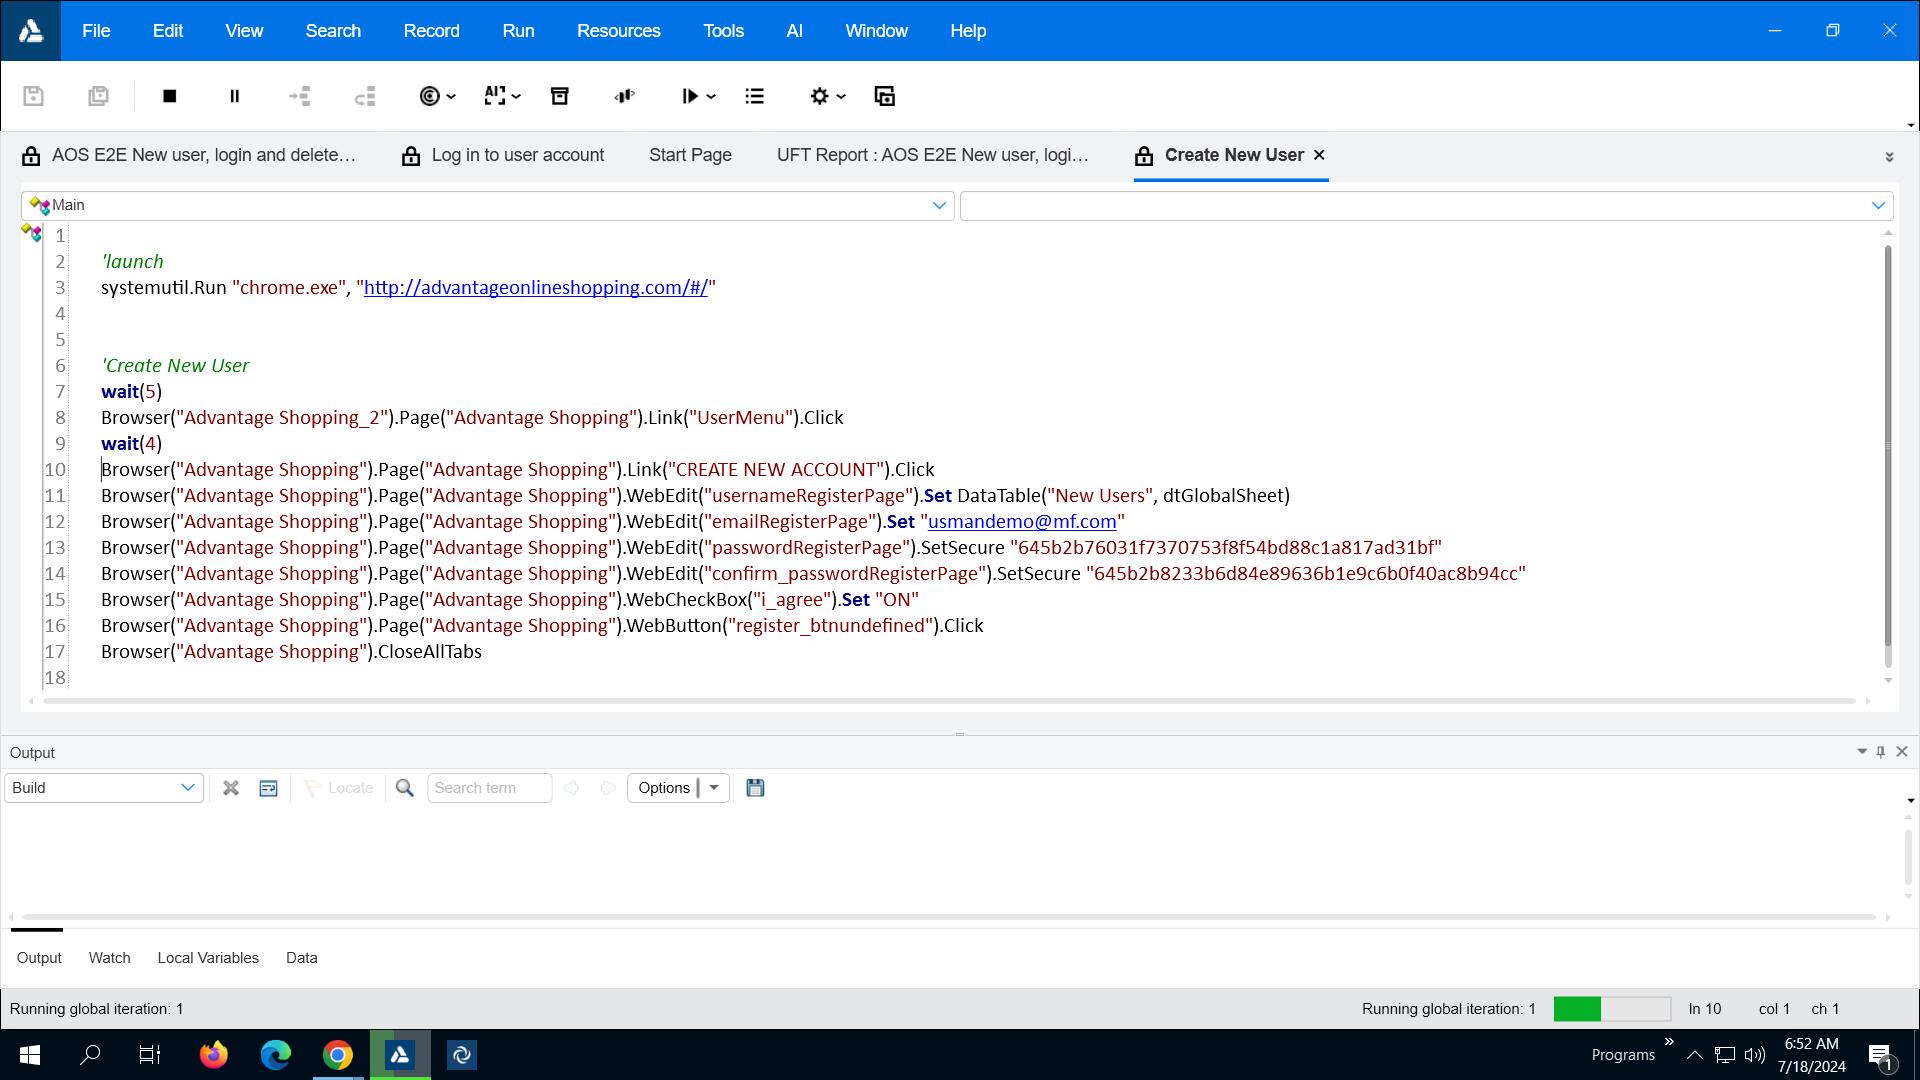 File Edit View Search Record Run Resources Tools AI Window Help
AOS E2E New user, login and delete… Log in to user account Start Page UFT Report : AOS E2E New user, logi… Create New User
Main
1
2 'launch
3 systemutil.Run "chrome.exe", "http://advantageonlineshopping.com/#/"
4
5
6 'Create New User
7 wait(5)
8 Browser("Advantage Shopping_2").Page("Advantage Shopping").Link("UserMenu").Click
9 wait(4)
10 Browser("Advantage Shopping").Page("Advantage Shopping").Link("CREATE NEW ACCOUNT").Click
11 Browser("Advantage Shopping").Page("Advantage Shopping").WebEdit("usernameRegisterPage").Set DataTable("New Users", dtGlobalSheet)
12 Browser("Advantage Shopping").Page("Advantage Shopping").WebEdit("emailRegisterPage").Set "usmandemo@mf.com"
13 Browser("Advantage Shopping").Page("Advantage Shopping").WebEdit("passwordRegisterPage").SetSecure "645b2b76031f7370753f8f54bd88c1a817ad31bf"
14 Browser("Advantage Shopping").Page("Advantage Shopping").WebEdit("confirm_passwordRegisterPage").SetSecure "645b2b8233b6d84e89636b1e9c6b0f40ac8b94cc"
15 Browser("Advantage Shopping").Page("Advantage Shopping").WebCheckBox("i_agree").Set "ON"
16 Browser("Advantage Shopping").Page("Advantage Shopping").WebButton("register_btnundefined").Click
17 Browser("Advantage Shopping").CloseAllTabs
18
Output
Build Locate Search term Options
Output Watch Local Variables Data
Running global iteration: 1 Running global iteration: 1 ln 10 col 1 ch 1
Programs 6:52 AM
7/18/2024 1